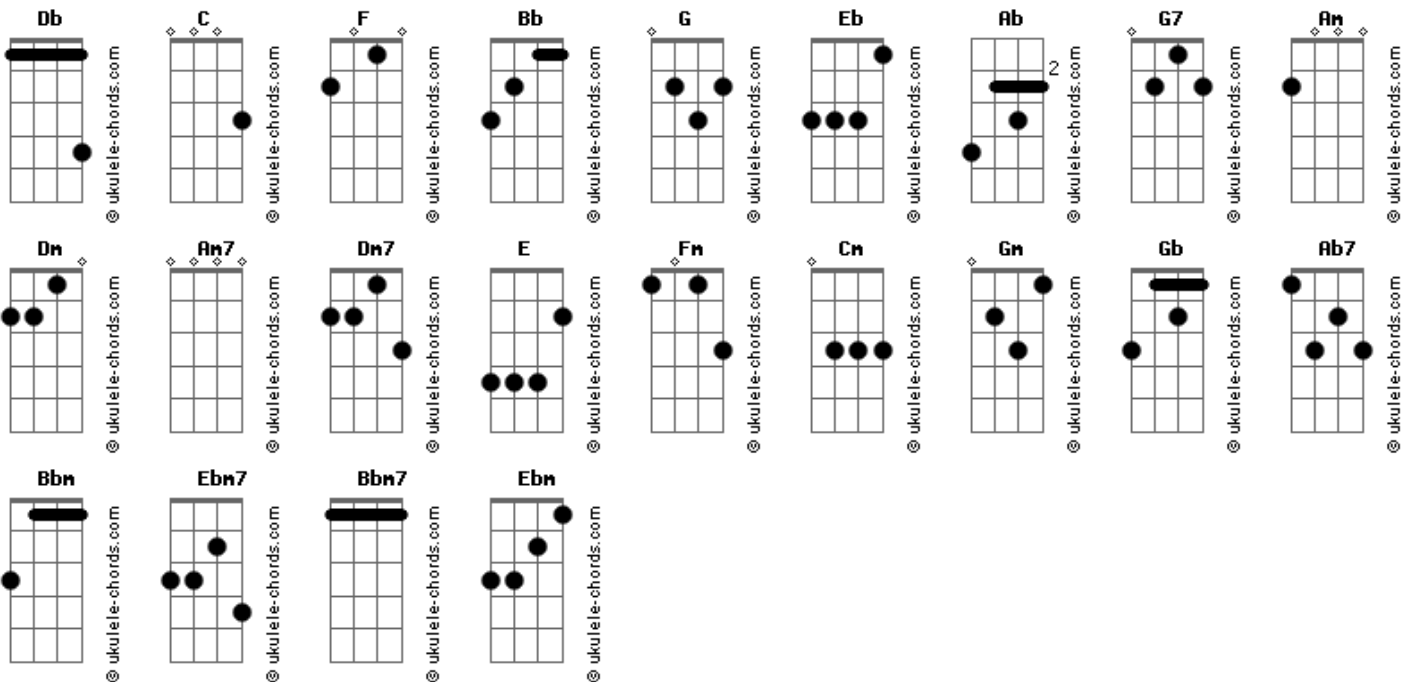 Db C F Bb G Eb Ab G7 Am
2
© ukulele-chords.com © ukulele-chords.com © ukulele-chords.com © ukulele-chords.com © ukulele-chords.com © ukulele-chords.com © ukulele-chords.com © ukulele-chords.com © ukulele-chords.com
Dm Am7 Dm7 E Fm Cm Gm Gb Ab7
© ukulele-chords.com © ukulele-chords.com © ukulele-chords.com © ukulele-chords.com © ukulele-chords.com © ukulele-chords.com © ukulele-chords.com © ukulele-chords.com © ukulele-chords.com
Bbm Ebm7 Bbm7 Ebm
© ukulele-chords.com © ukulele-chords.com © ukulele-chords.com © ukulele-chords.com